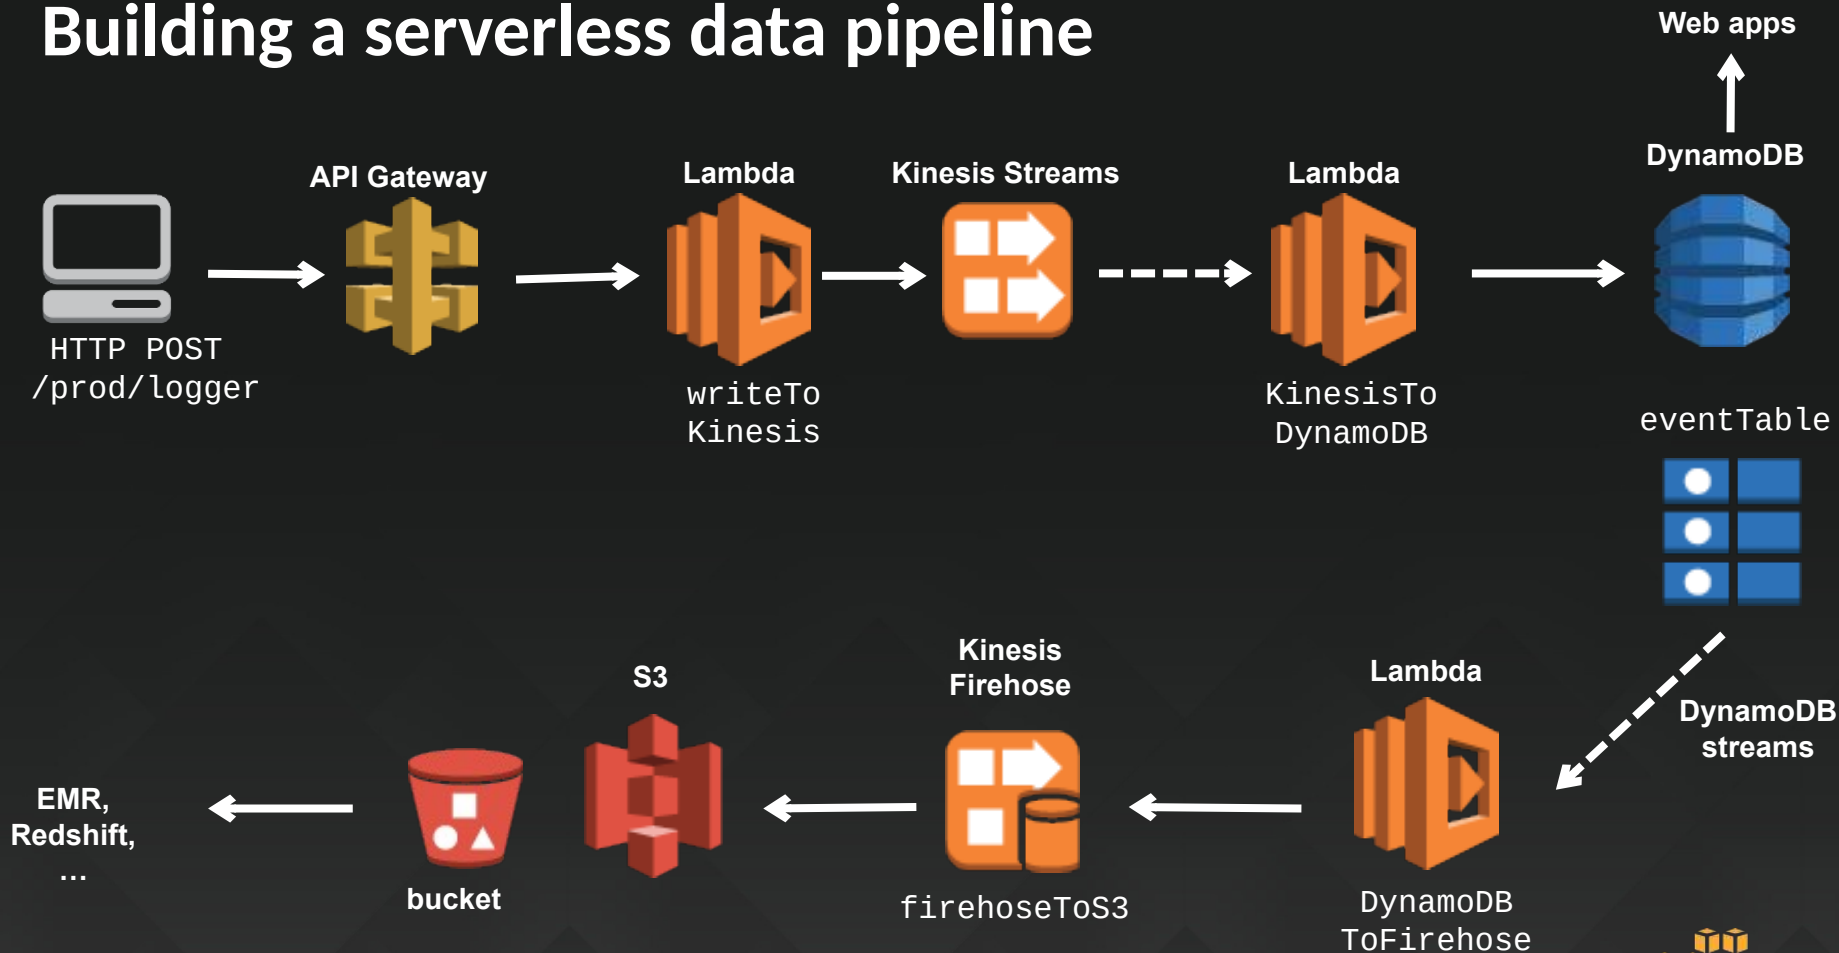 Building a serverless data pipeline
Web apps
DynamoDB
API Gateway
Lambda
Kinesis Streams
Lambda
HTTP POST
/prod/logger
writeTo
Kinesis
KinesisTo
DynamoDB
eventTable
DynamoDB
streams
Lambda
DynamoDB
ToFirehose
Kinesis
Firehose
firehoseToS3
S3
bucket
EMR,
Redshift,
...